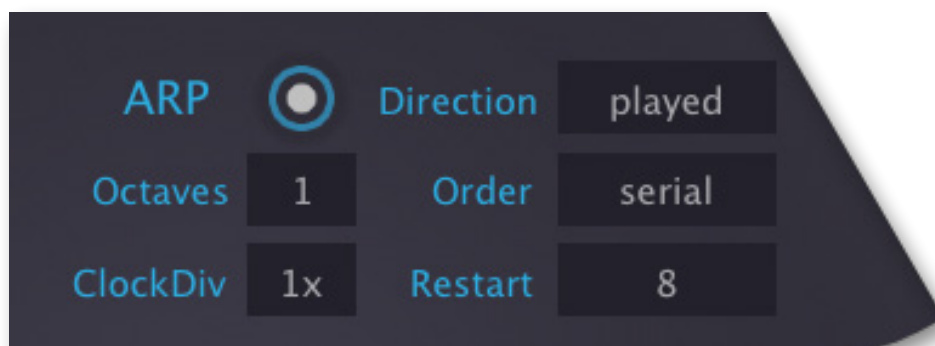 ARP Direction played
Octaves 1 Order serial
ClockDiv 1x Restart 8